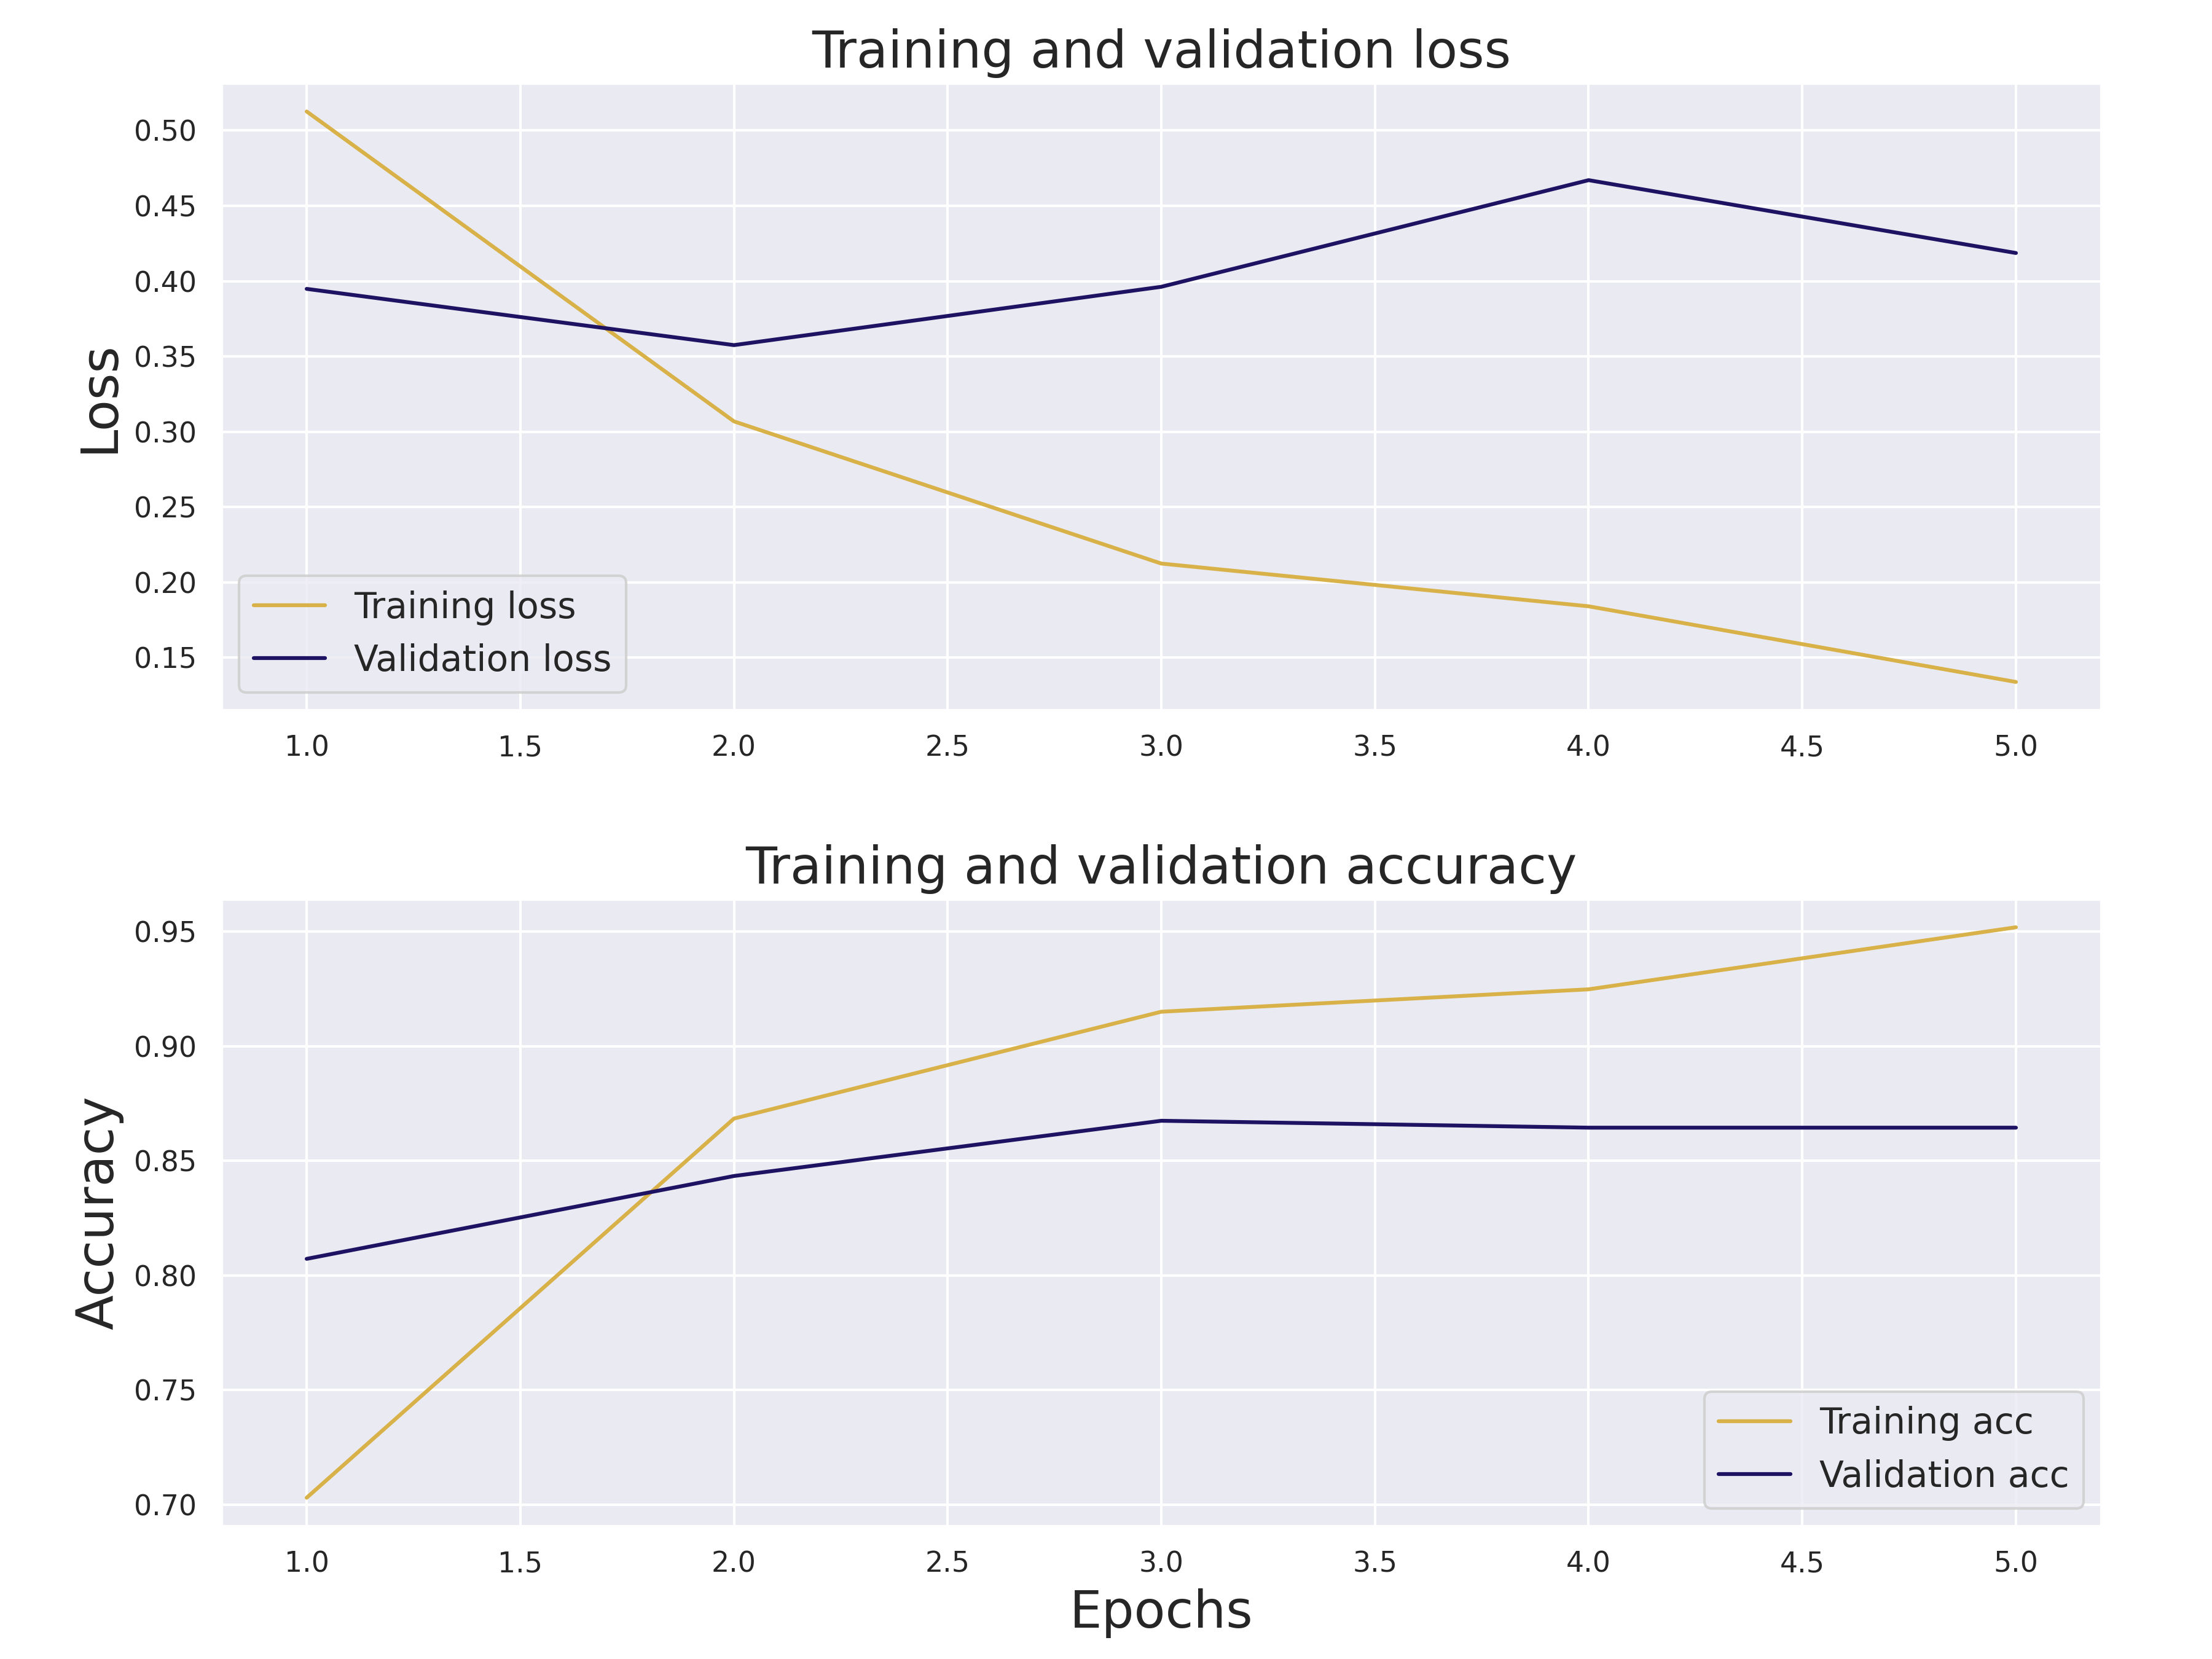 Training and validation loss
Loss
0.50
0.45
0.40
0.35
0.30
0.25
0.20
0.15
Training loss
Validation loss
1.0 1.5 2.0 2.5 3.0 3.5 4.0 4.5 5.0
Training and validation accuracy
Accuracy
0.95
0.90
0.85
0.80
0.75
0.70
Training acc
Validation acc
1.0 1.5 2.0 2.5 3.0 3.5 4.0 4.5 5.0
Epochs